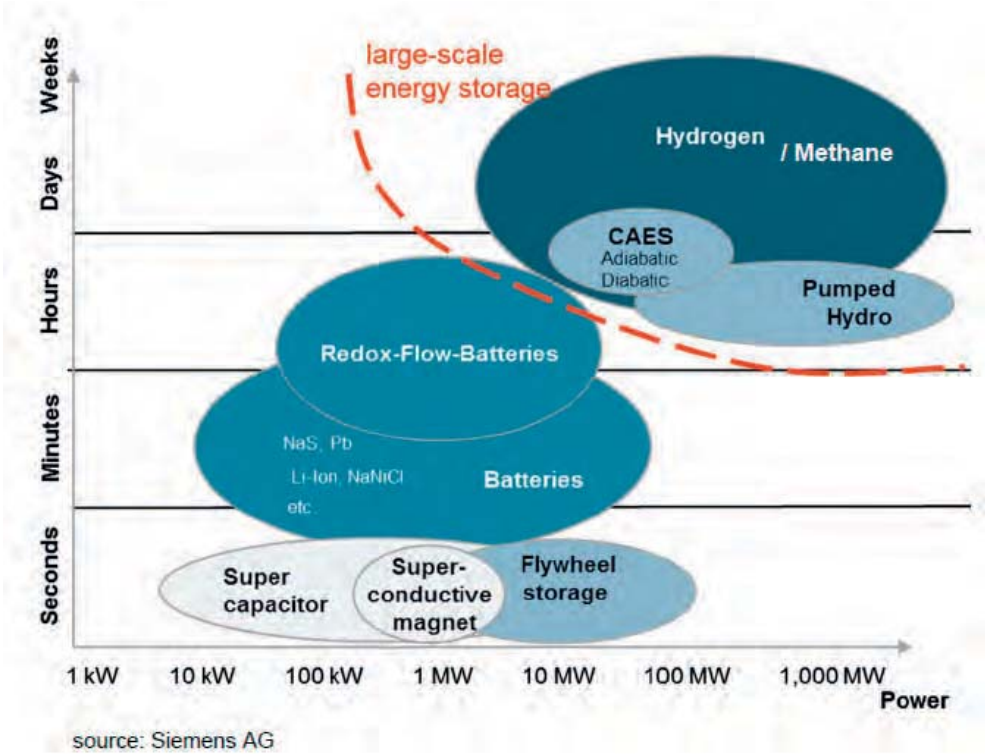 large-scale
energy storage
Weeks
Days
Hours
Minutes
Seconds
Hydrogen / Methane
CAES
Adiabatic
Diabatic
Pumped
Hydro
Redox-Flow-Batteries
NaS, Pb
Li-Ion, NaNiCl
etc.
Batteries
Super
capacitor
Super-
conductive
magnet
Flywheel
storage
1 kW 10 kW 100 kW 1 MW 10 MW 100 MW 1,000 MW
Power
source: Siemens AG